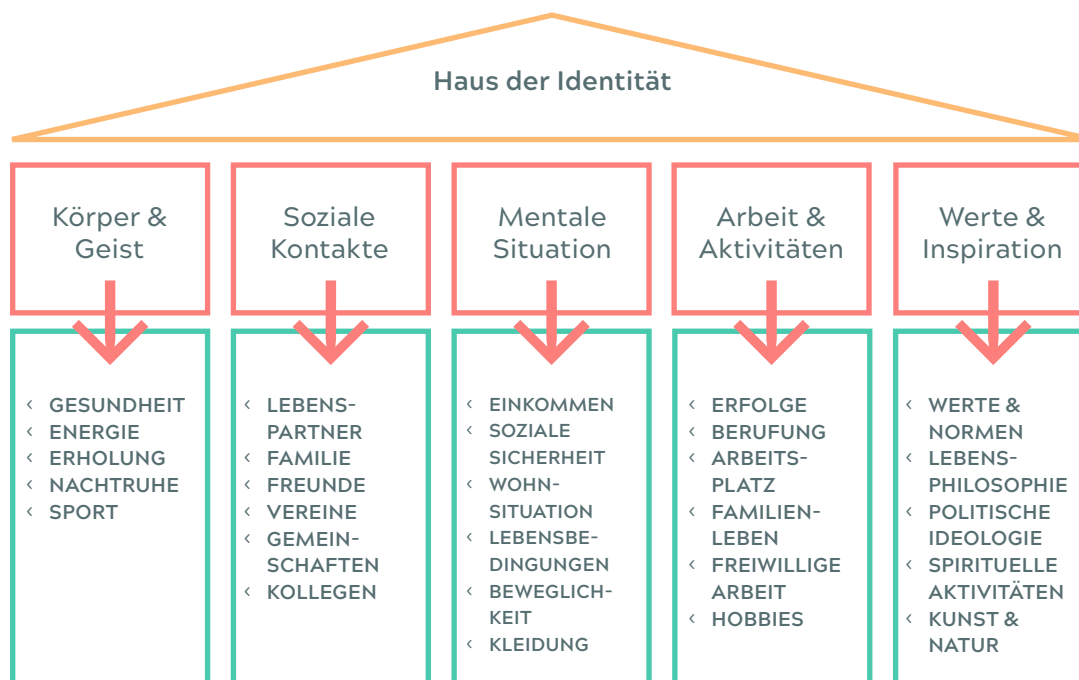 Haus der Identität
Körper &
Geist
Soziale
Kontakte
Mentale
Situation
Arbeit &
Aktivitäten
Werte &
Inspiration
‹ GESUNDHEIT
‹ ENERGIE
‹ ERHOLUNG
‹ NACHTRUHE
‹ SPORT
‹ LEBENS-
PARTNER
‹ FAMILIE
‹ FREUNDE
‹ VEREINE
‹ GEMEIN-
SCHAFTEN
‹ KOLLEGEN
‹ EINKOMMEN
‹ SOZIALE
SICHERHEIT
‹ WOHN-
SITUATION
‹ LEBENSBE-
DINGUNGEN
‹ BEWEGLICH-
KEIT
‹ KLEIDUNG
‹ ERFOLGE
‹ BERUFUNG
‹ ARBEITS-
PLATZ
‹ FAMILIEN-
LEBEN
‹ FREIWILLIGE
ARBEIT
‹ HOBBIES
‹ WERTE &
NORMEN
‹ LEBENS-
PHILOSOPHIE
‹ POLITISCHE
IDEOLOGIE
‹ SPIRITUELLE
AKTIVITÄTEN
‹ KUNST &
NATUR